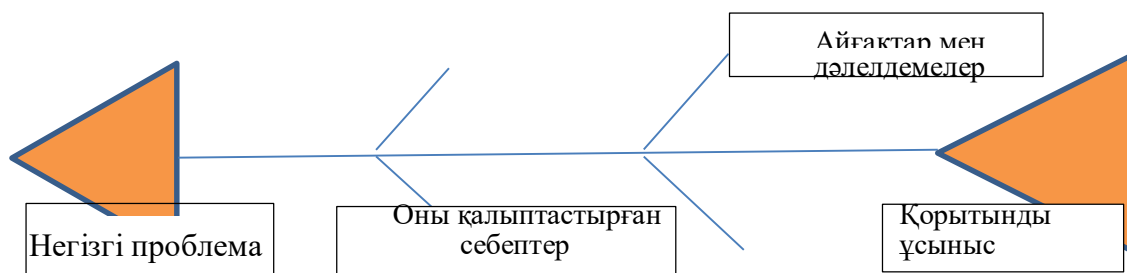 Айғақтар мен
дәлелдемелер
Негізгі проблема
Оны қалыптастырған
себептер
Қорытынды
ұсыныс